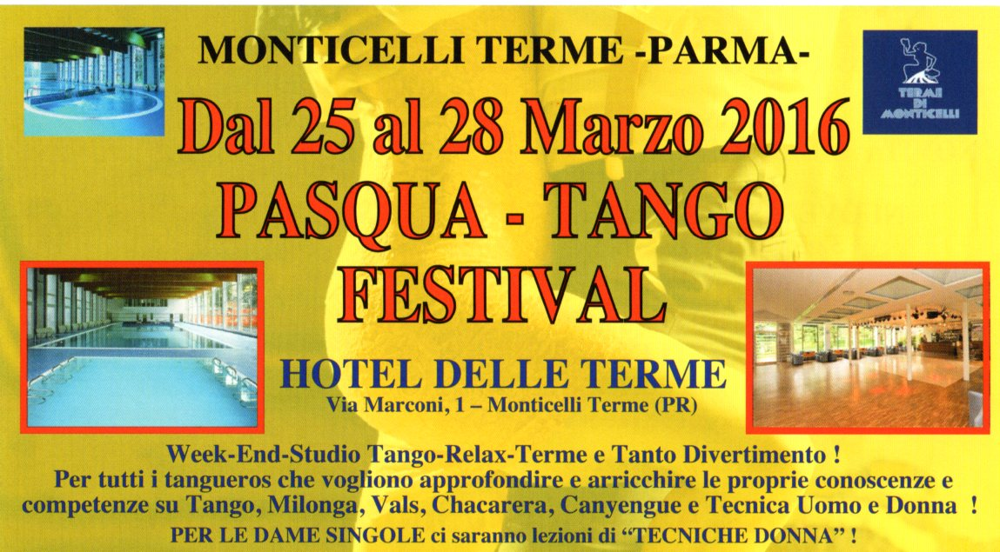 MONTICELLI TERME -PARMA-
TERME
DI
MONTICELLI
Dal 25 al 28 Marzo 2016
PASQUA - TANGO
FESTIVAL
HOTEL DELLE TERME
Via Marconi, 1 – Monticelli Terme (PR)
Week-End-Studio Tango-Relax-Terme e Tanto Divertimento !
Per tutti i tangueros che vogliono approfondire e arricchire le proprie conoscenze e
competenze su Tango, Milonga, Vals, Chacarera, Canyengue e Tecnica Uomo e Donna !
PER LE DAME SINGOLE ci saranno lezioni di “TECNICHE DONNA” !